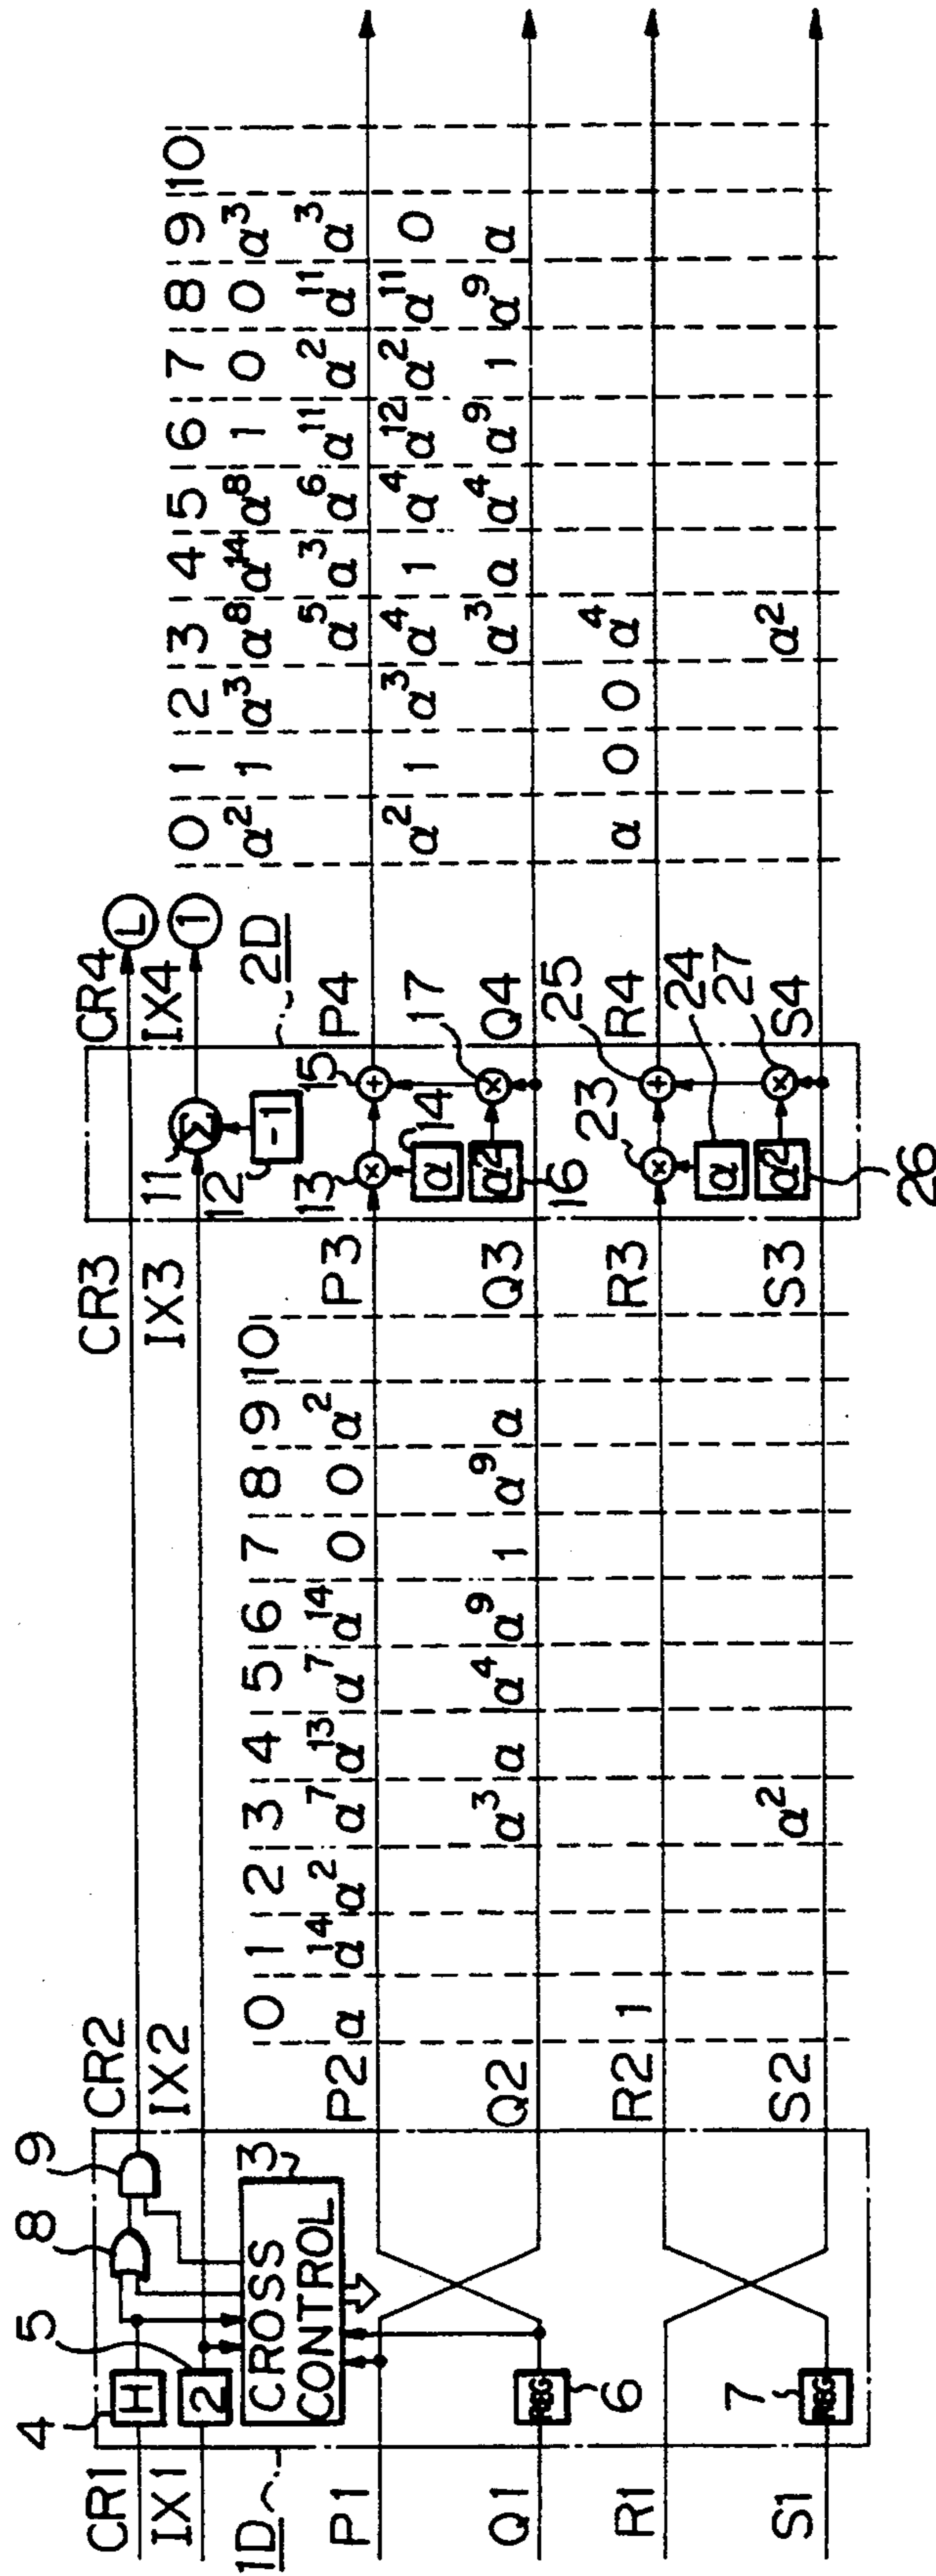 CR1
IX1
1D
P1
Q1
R1
S1
4
5
8
9
H
2
3
CROSS
CONTROL
REG
6
REG
7
CR2
IX2
P2
Q2
R2
S2
0 1 2 3 4 5 6 7 8 9 10
α α¹⁴ α² α⁷ α¹³ α⁷ α¹⁴ 0 0 α²
α³ α α⁴ α⁹ 1 α⁹ α
1
α²
CR3
IX3
P3
Q3
R3
S3
11
12
-1
Σ
13
×
+
15
α
14
α²
16
×
17
23
×
+
25
α
24
α²
26
×
27
CR4
IX4
2D
P4
Q4
R4
S4
L
1
0 1 2 3 4 5 6 7 8 9 10
α² 1 α³ α⁸ α¹⁴ α⁸ 1 0 0 α³
α⁵ α³ α⁶ α¹¹ α² α¹¹ α³
α² 1 α³ α⁴ 1 α⁴ α¹² α² α¹¹ 0
α³ α α⁴ α⁹ 1 α⁹ α
α 0 0 α⁴
α²